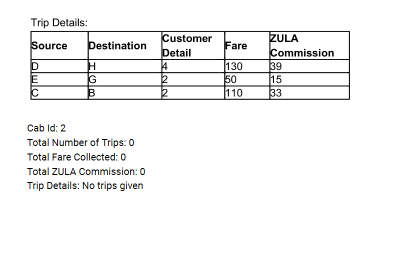 Trip Details:
Source Destination Customer Detail Fare ZULA Commission
D H 4 130 39
E G 2 50 15
C B 2 110 33
Cab Id: 2
Total Number of Trips: 0
Total Fare Collected: 0
Total ZULA Commission: 0
Trip Details: No trips given